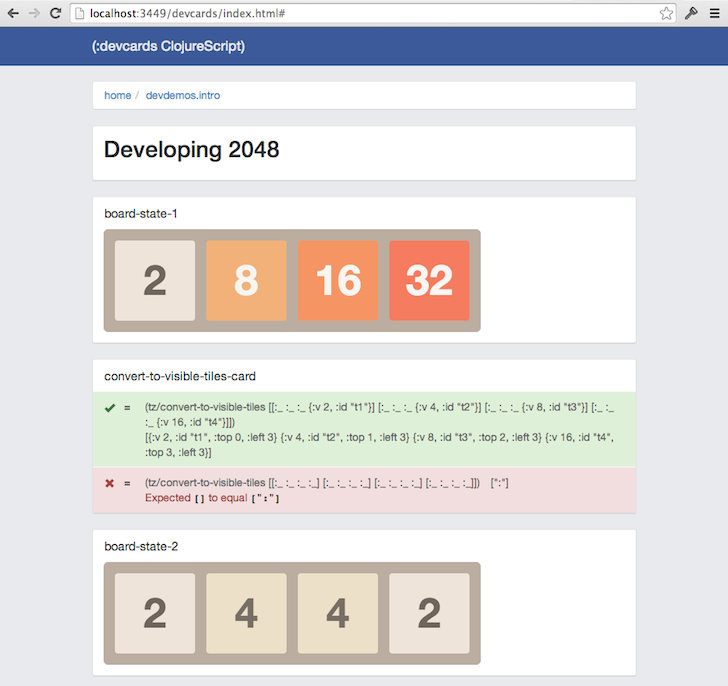 localhost:3449/devcards/index.html#
(:devcards ClojureScript)
home / devdemos.intro
Developing 2048
board-state-1
2 8 16 32
convert-to-visible-tiles-card
= (tz/convert-to-visible-tiles [[:_ :_ :_ {:v 2, :id "t1"}] [:_ :_ :_ {:v 4, :id "t2"}] [:_ :_ :_ {:v 8, :id "t3"}] [:_ :_
:_ {:v 16, :id "t4"}]])
[{:v 2, :id "t1", :top 0, :left 3} {:v 4, :id "t2", :top 1, :left 3} {:v 8, :id "t3", :top 2, :left 3} {:v 16, :id "t4",
:top 3, :left 3}]
= (tz/convert-to-visible-tiles [[:_ :_ :_ :_] [:_ :_ :_ :_] [:_ :_ :_ :_] [:_ :_ :_ :_]]) [":"]
Expected [] to equal [":"]
board-state-2
2 4 4 2